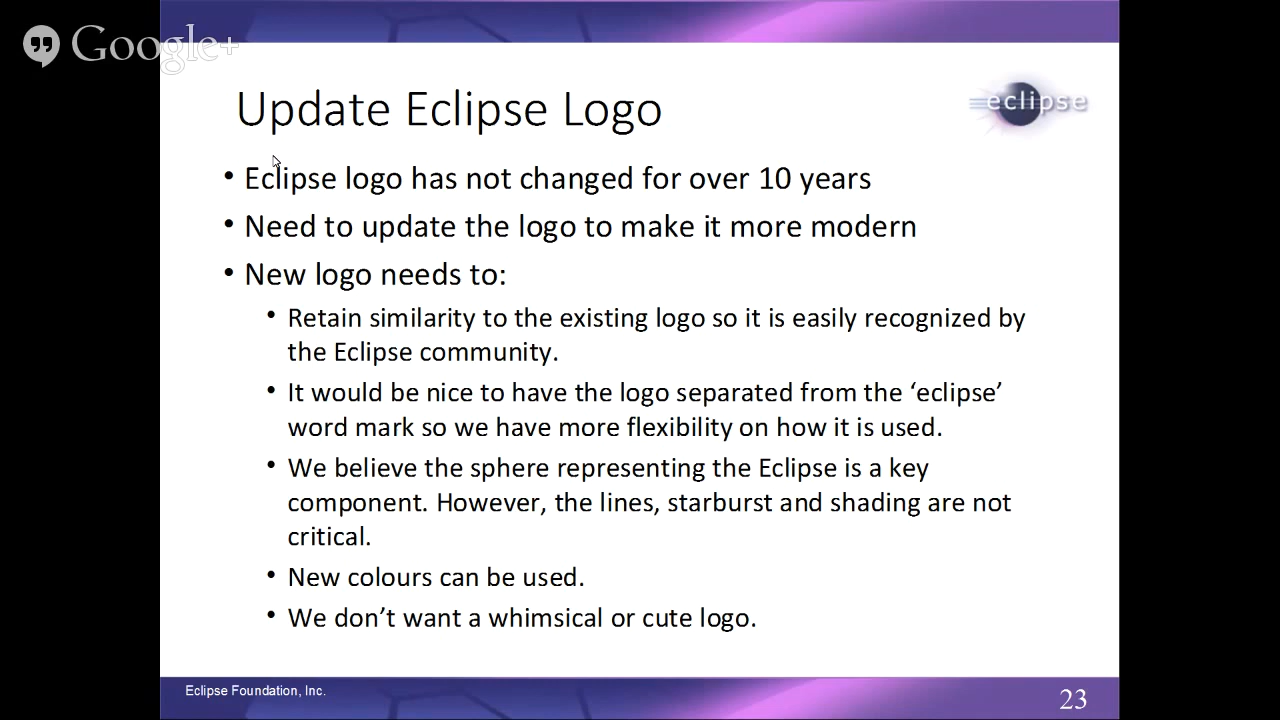 Google+
Update Eclipse Logo
eclipse
• Eclipse logo has not changed for over 10 years
• Need to update the logo to make it more modern
• New logo needs to:
• Retain similarity to the existing logo so it is easily recognized by
the Eclipse community.
• It would be nice to have the logo separated from the ‘eclipse’
word mark so we have more flexibility on how it is used.
• We believe the sphere representing the Eclipse is a key
component. However, the lines, starburst and shading are not
critical.
• New colours can be used.
• We don’t want a whimsical or cute logo.
Eclipse Foundation, Inc.
23